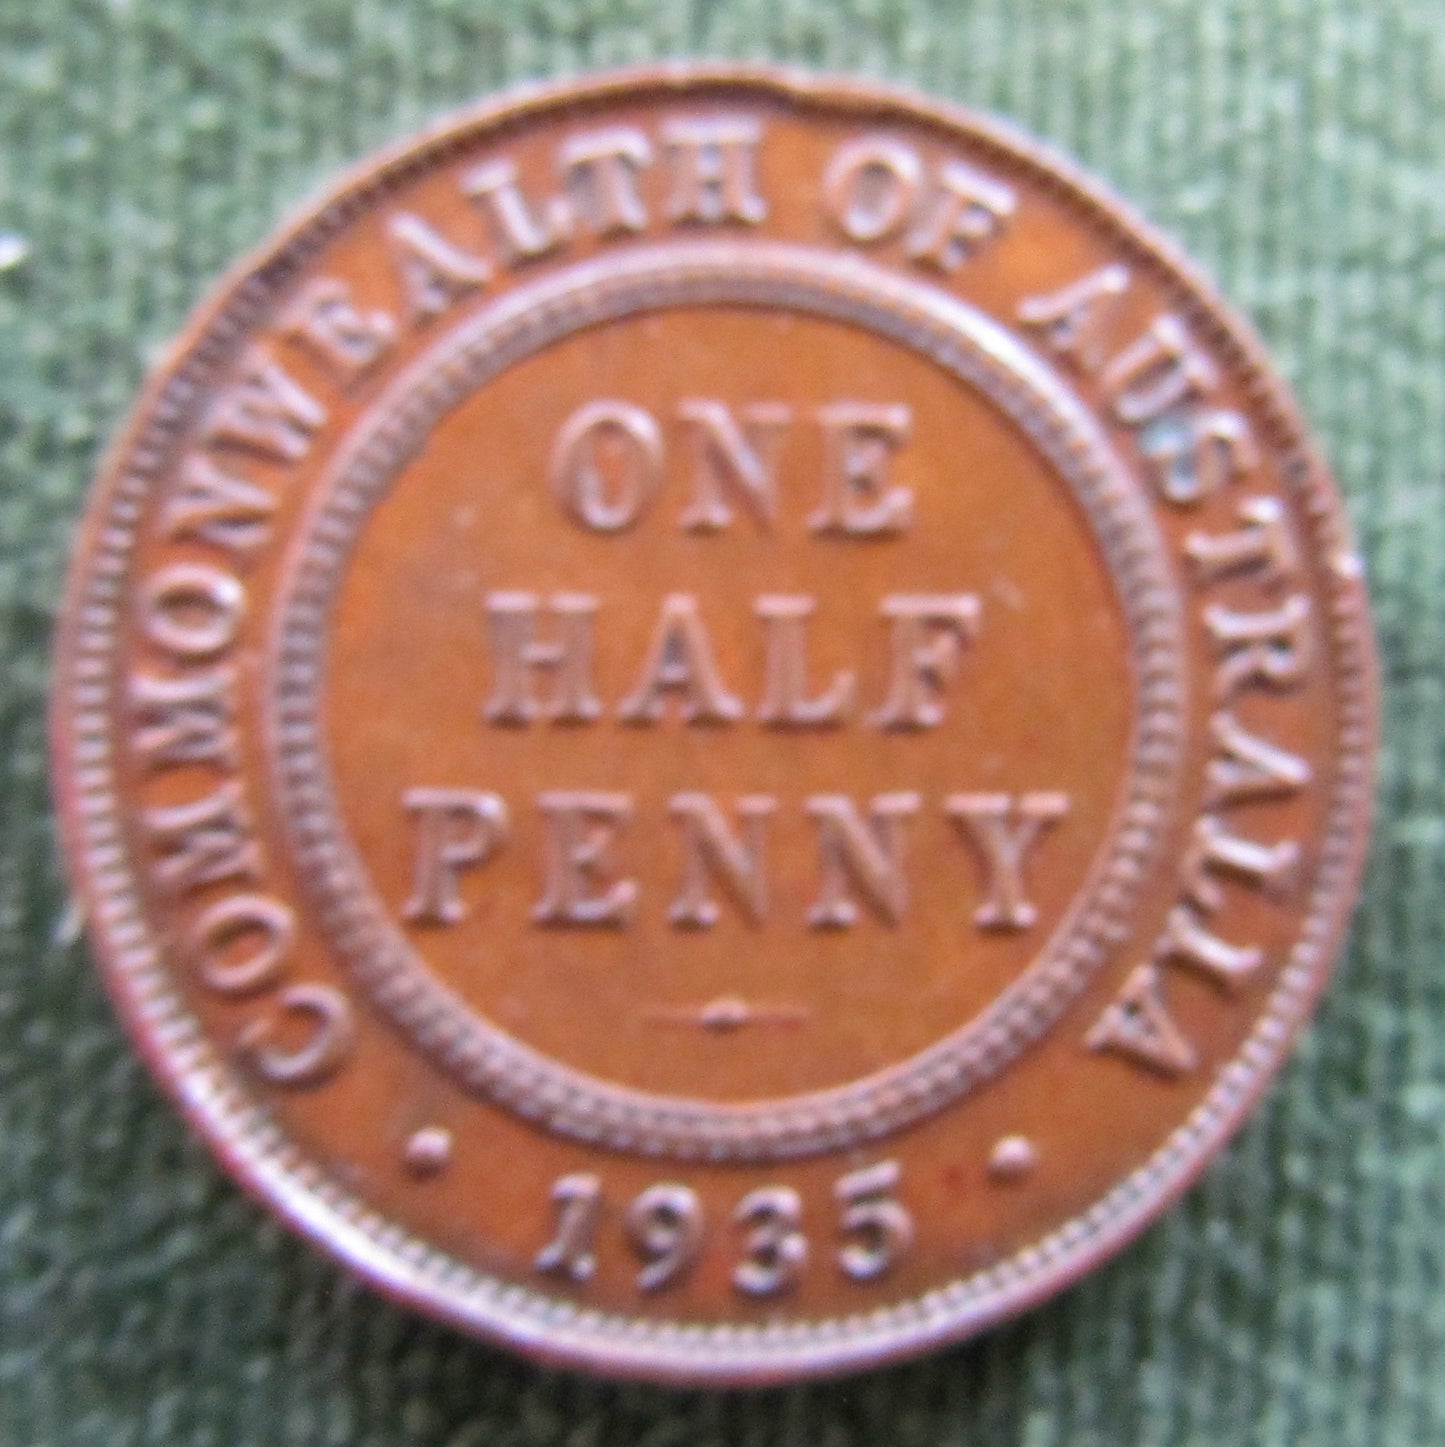 COMMONWEALTH OF AUSTRALIA
ONE
HALF
PENNY
1935